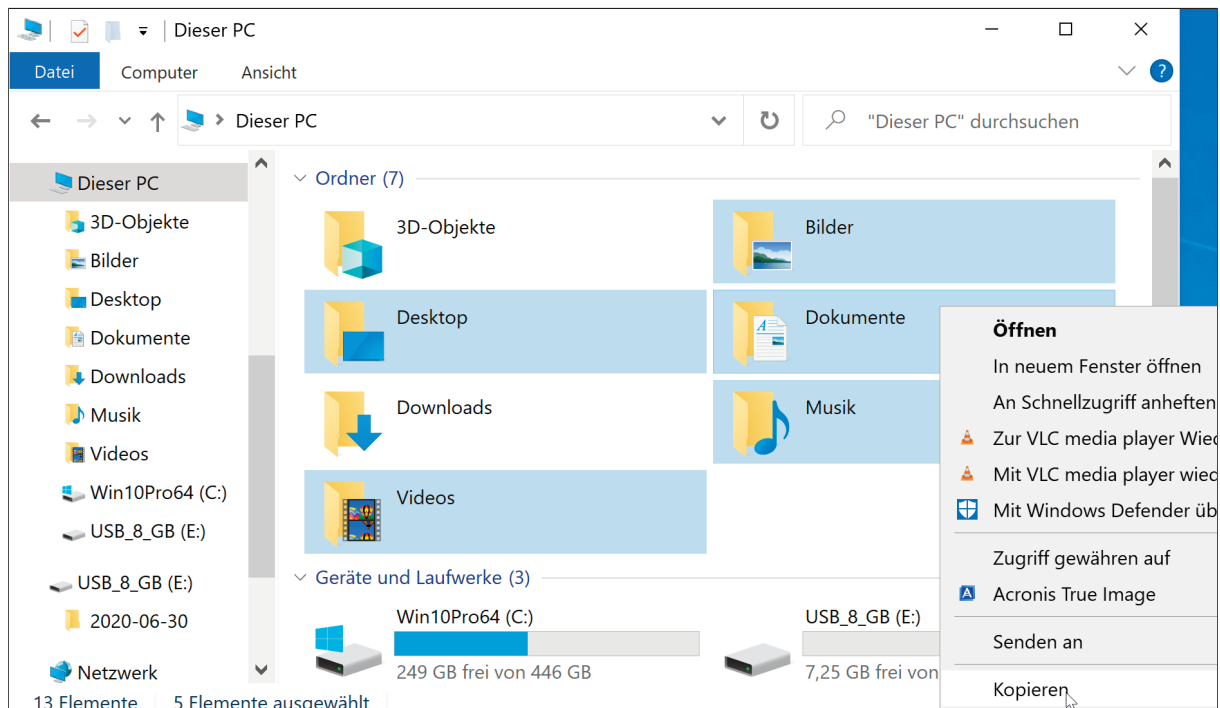 Dieser PC
Datei
Computer
Ansicht
?
Dieser PC
"Dieser PC" durchsuchen
Dieser PC
3D-Objekte
Bilder
Desktop
Dokumente
Downloads
Musik
Videos
Win10Pro64 (C:)
USB_8_GB (E:)
USB_8_GB (E:)
2020-06-30
Netzwerk
Ordner (7)
3D-Objekte
Bilder
Desktop
Dokumente
Downloads
Musik
Videos
Geräte und Laufwerke (3)
Win10Pro64 (C:)
249 GB frei von 446 GB
USB_8_GB (E:)
7,25 GB frei von
Öffnen
In neuem Fenster öffnen
An Schnellzugriff anheften
Zur VLC media player Wied
Mit VLC media player wied
Mit Windows Defender üb
Zugriff gewähren auf
A
Acronis True Image
Senden an
Kopieren
13 Elemente
5 Elemente ausgewählt